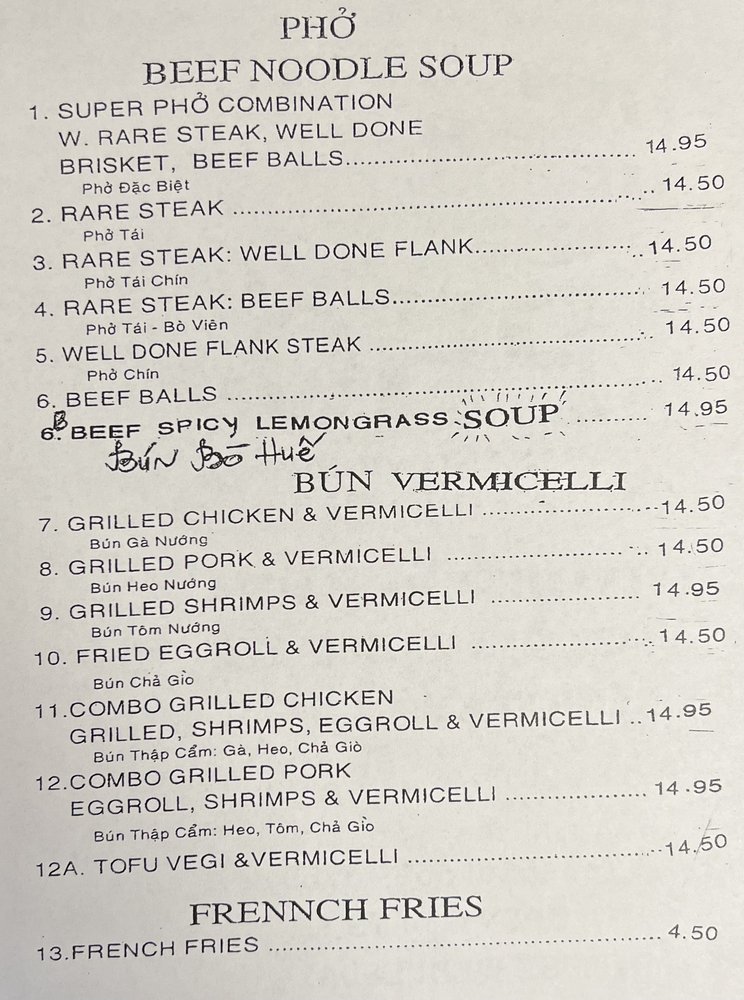 PHỞ
BEEF NOODLE SOUP
1. SUPER PHỞ COMBINATION
W. RARE STEAK, WELL DONE
BRISKET, BEEF BALLS.......... 14.95
Phở Đặc Biệt
2. RARE STEAK .......... 14.50
Phở Tái
3. RARE STEAK: WELL DONE FLANK.......... 14.50
Phở Tái Chín
4. RARE STEAK: BEEF BALLS.......... 14.50
Phở Tái - Bò Viên
5. WELL DONE FLANK STEAK .......... 14.50
Phở Chín
6. BEEF BALLS .......... 14.50
6B. BEEF SPICY LEMONGRASS SOUP .......... 14.95
Bún Bò Huế
BÚN VERMICELLI
7. GRILLED CHICKEN & VERMICELLI .......... 14.50
Bún Gà Nướng
8. GRILLED PORK & VERMICELLI .......... 14.50
Bún Heo Nướng
9. GRILLED SHRIMPS & VERMICELLI .......... 14.95
Bún Tôm Nướng
10. FRIED EGGROLL & VERMICELLI .......... 14.50
Bún Chả Giò
11.COMBO GRILLED CHICKEN
GRILLED, SHRIMPS, EGGROLL & VERMICELLI .. 14.95
Bún Thập Cẩm: Gà, Heo, Chả Giò
12.COMBO GRILLED PORK
EGGROLL, SHRIMPS & VERMICELLI .......... 14.95
Bún Thập Cẩm: Heo, Tôm, Chả Giò
12A. TOFU VEGI &VERMICELLI .......... 14.50
FRENNCH FRIES
13.FRENCH FRIES .......... 4.50